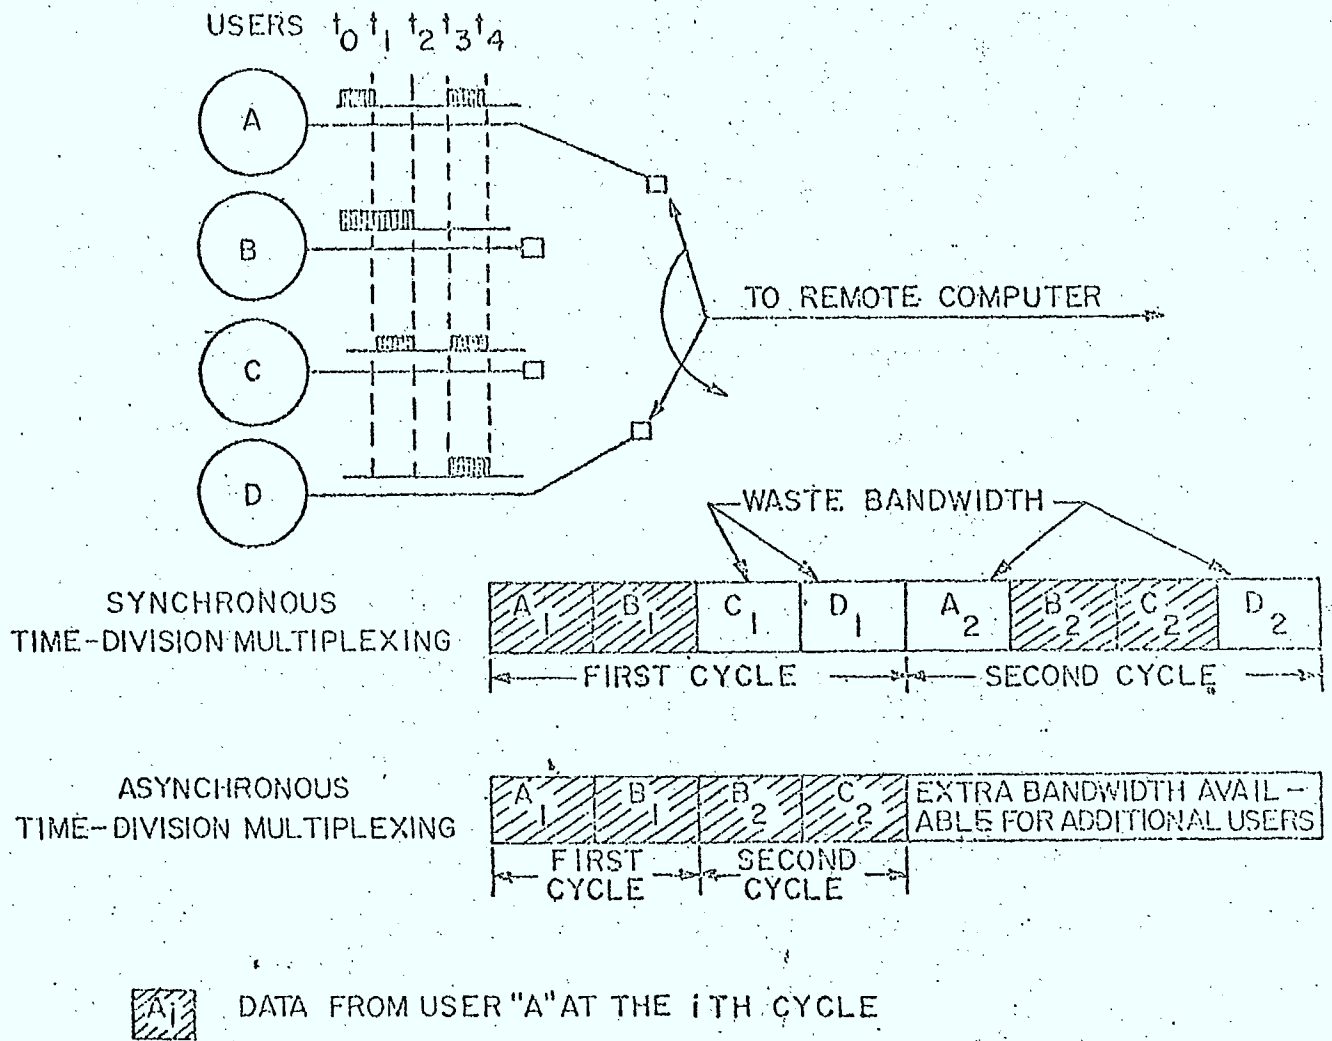 USERS t0 t1 t2 t3 t4
A
B
C
D
TO REMOTE COMPUTER
WASTE BANDWIDTH
SYNCHRONOUS
TIME-DIVISION MULTIPLEXING
A1 B1 C1 D1 A2 B2 C2 D2
FIRST CYCLE SECOND CYCLE
ASYNCHRONOUS
TIME-DIVISION MULTIPLEXING
A1 B1 B2 C2
EXTRA BANDWIDTH AVAIL-
ABLE FOR ADDITIONAL USERS
FIRST
CYCLE
SECOND
CYCLE
Ai DATA FROM USER "A" AT THE iTH CYCLE